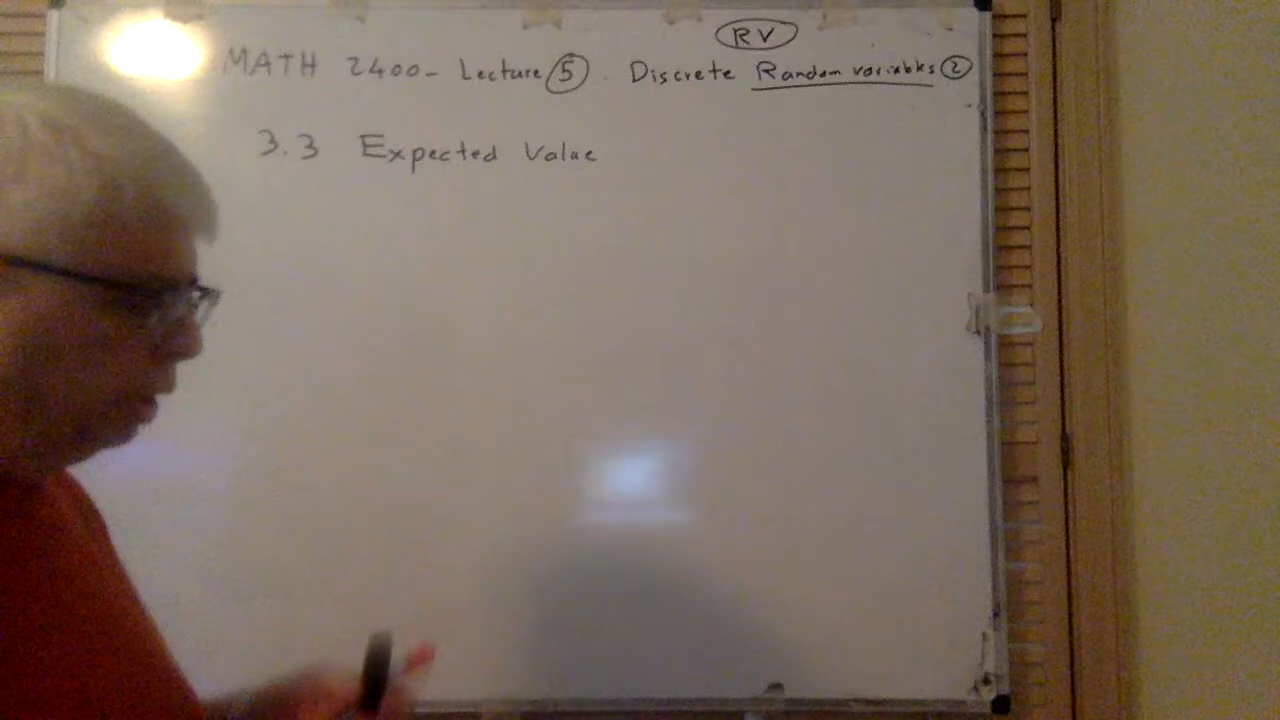 RV
MATH 2400- Lecture 5. Discrete Random variables 2
3.3 Expected Value